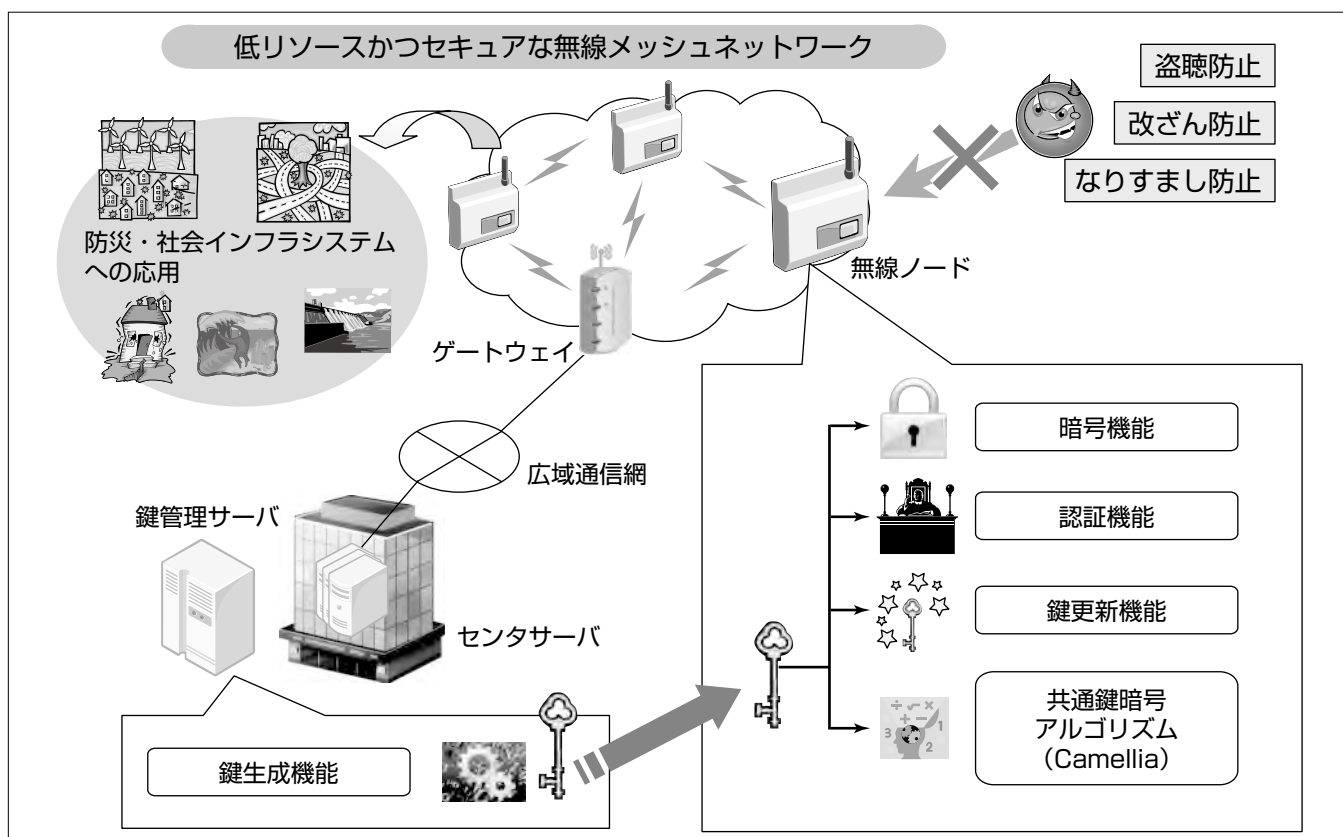 低リソースかつセキュアな無線メッシュネットワーク
盗聴防止
改ざん防止
なりすまし防止
防災・社会インフラシステム
への応用
無線ノード
ゲートウェイ
広域通信網
鍵管理サーバ
センタサーバ
鍵生成機能
暗号機能
認証機能
鍵更新機能
共通鍵暗号
アルゴリズム
（Camellia）
÷ √ ×
+ −
3
1
2